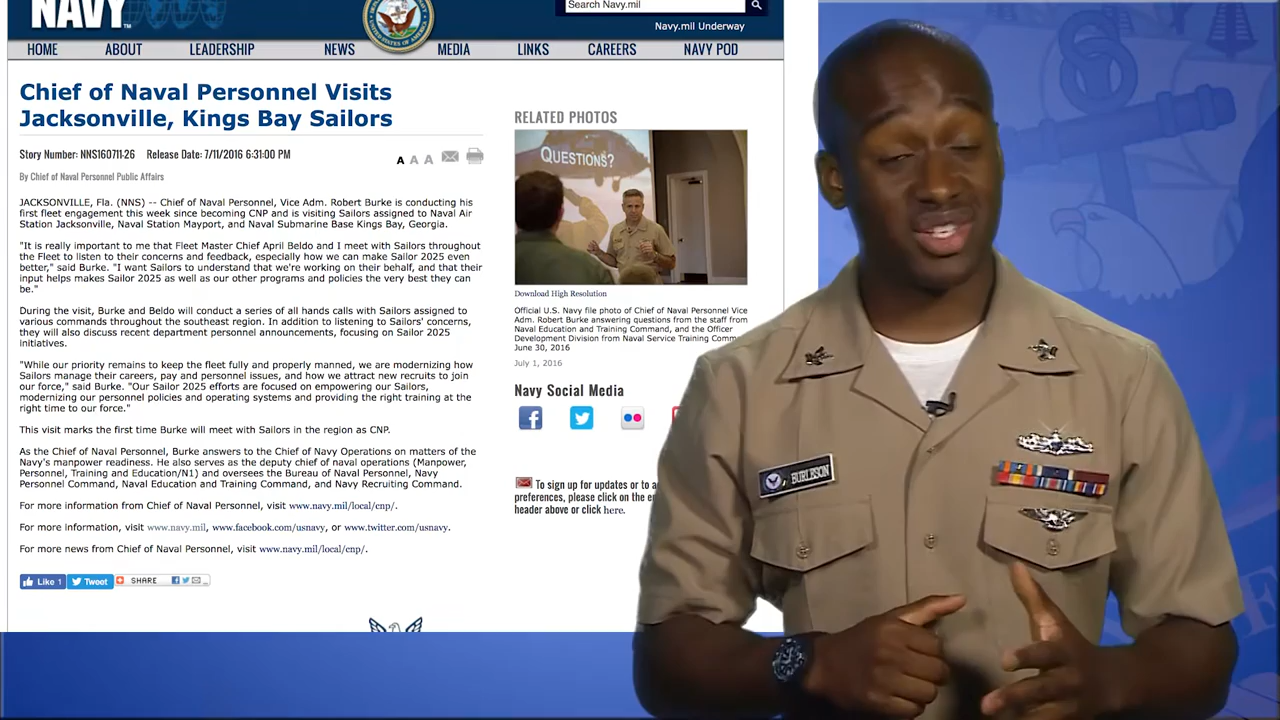 NAVY
Search Navy.mil
Navy.mil Underway
HOME ABOUT LEADERSHIP NEWS MEDIA LINKS CAREERS NAVY POD
Chief of Naval Personnel Visits
Jacksonville, Kings Bay Sailors
Story Number: NNS160711-26 Release Date: 7/11/2016 6:31:00 PM
A A A
By Chief of Naval Personnel Public Affairs
JACKSONVILLE, Fla. (NNS) -- Chief of Naval Personnel, Vice Adm. Robert Burke is conducting his
first fleet engagement this week since becoming CNP and is visiting Sailors assigned to Naval Air
Station Jacksonville, Naval Station Mayport, and Naval Submarine Base Kings Bay, Georgia.
"It is really important to me that Fleet Master Chief April Beldo and I meet with Sailors throughout
the Fleet to listen to their concerns and feedback, especially how we can make Sailor 2025 even
better," said Burke. "I want Sailors to understand that we're working on their behalf, and that their
input helps makes Sailor 2025 as well as our other programs and policies the very best they can
be."
During the visit, Burke and Beldo will conduct a series of all hands calls with Sailors assigned to
various commands throughout the southeast region. In addition to listening to Sailors' concerns,
they will also discuss recent department personnel announcements, focusing on Sailor 2025
initiatives.
"While our priority remains to keep the fleet fully and properly manned, we are modernizing how
Sailors manage their careers, pay and personnel issues, and how we attract new recruits to join
our force," said Burke. "Our Sailor 2025 efforts are focused on empowering our Sailors,
modernizing our personnel policies and operating systems and providing the right training at the
right time to our force."
This visit marks the first time Burke will meet with Sailors in the region as CNP.
As the Chief of Naval Personnel, Burke answers to the Chief of Navy Operations on matters of the
Navy's manpower readiness. He also serves as the deputy chief of naval operations (Manpower,
Personnel, Training and Education/N1) and oversees the Bureau of Naval Personnel, Navy
Personnel Command, Naval Education and Training Command, and Navy Recruiting Command.
For more information from Chief of Naval Personnel, visit www.navy.mil/local/cnp/.
For more information, visit www.navy.mil, www.facebook.com/usnavy, or www.twitter.com/usnavy.
For more news from Chief of Naval Personnel, visit www.navy.mil/local/cnp/.
Like 1 Tweet SHARE
RELATED PHOTOS
QUESTIONS?
Download High Resolution
Official U.S. Navy file photo of Chief of Naval Personnel Vice
Adm. Robert Burke answering questions from the staff from
Naval Education and Training Command, and the Officer
Development Division from Naval Service Training Comm
June 30, 2016
July 1, 2016
Navy Social Media
To sign up for updates or to a
preferences, please click on the e
header above or click here.
BURLESON